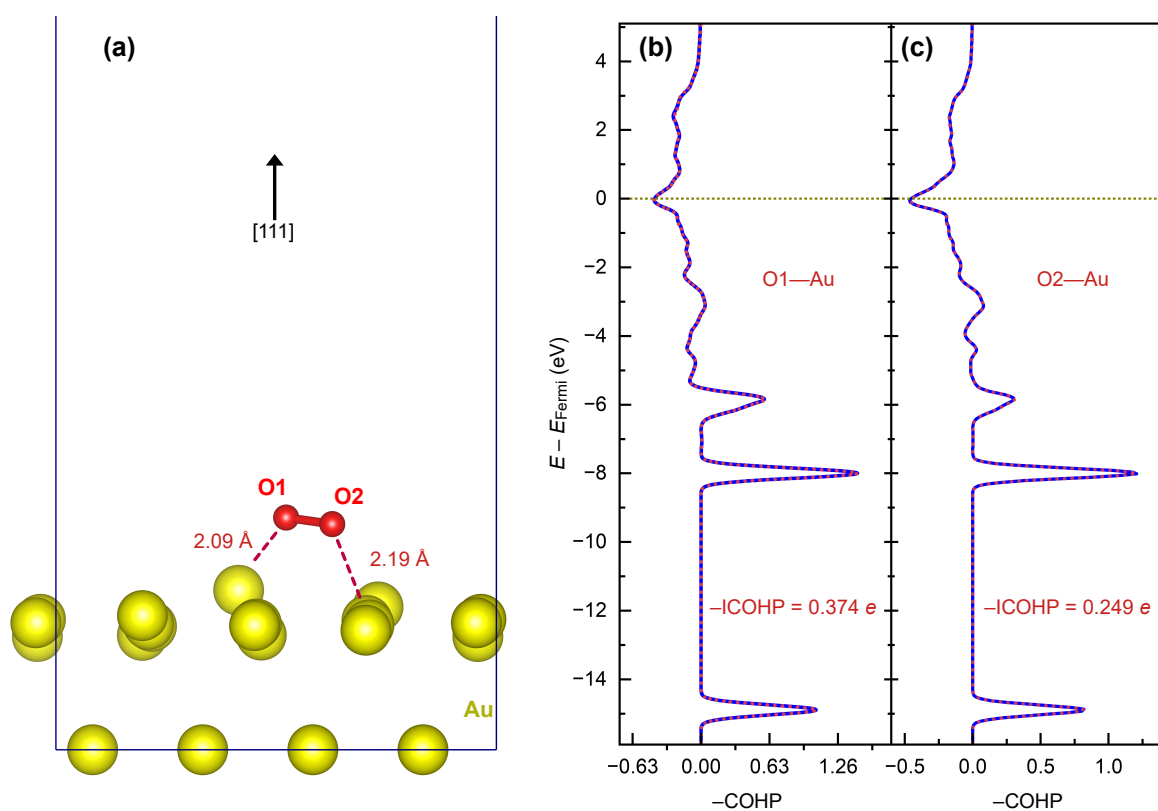 (a)
[111]
O1
O2
2.09 Å
2.19 Å
Au
(b)
(c)
E – E_Fermi (eV)
4
2
0
−2
−4
−6
−8
−10
−12
−14
O1—Au
O2—Au
–ICOHP = 0.374 e
–ICOHP = 0.249 e
−0.63 0.00 0.63 1.26
−0.5 0.0 0.5 1.0
–COHP
–COHP